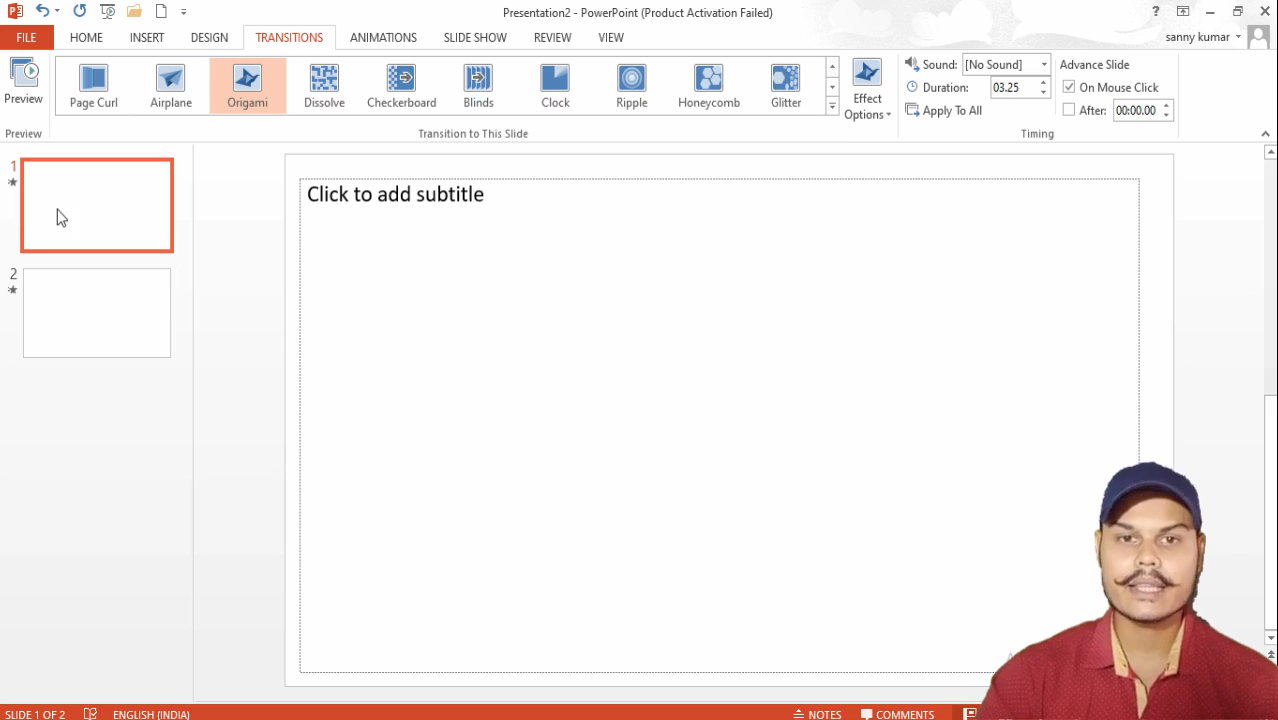 Presentation2 - PowerPoint (Product Activation Failed)
FILE HOME INSERT DESIGN TRANSITIONS ANIMATIONS SLIDE SHOW REVIEW VIEW
sanny kumar
Preview
Page Curl Airplane Origami Dissolve Checkerboard Blinds Clock Ripple Honeycomb Glitter
Effect
Options
Sound: [No Sound]
Duration: 03.25
Apply To All
Advance Slide
On Mouse Click
After: 00:00.00
Preview Transition to This Slide Timing
1
2
Click to add subtitle
SLIDE 1 OF 2 ENGLISH (INDIA) NOTES COMMENTS